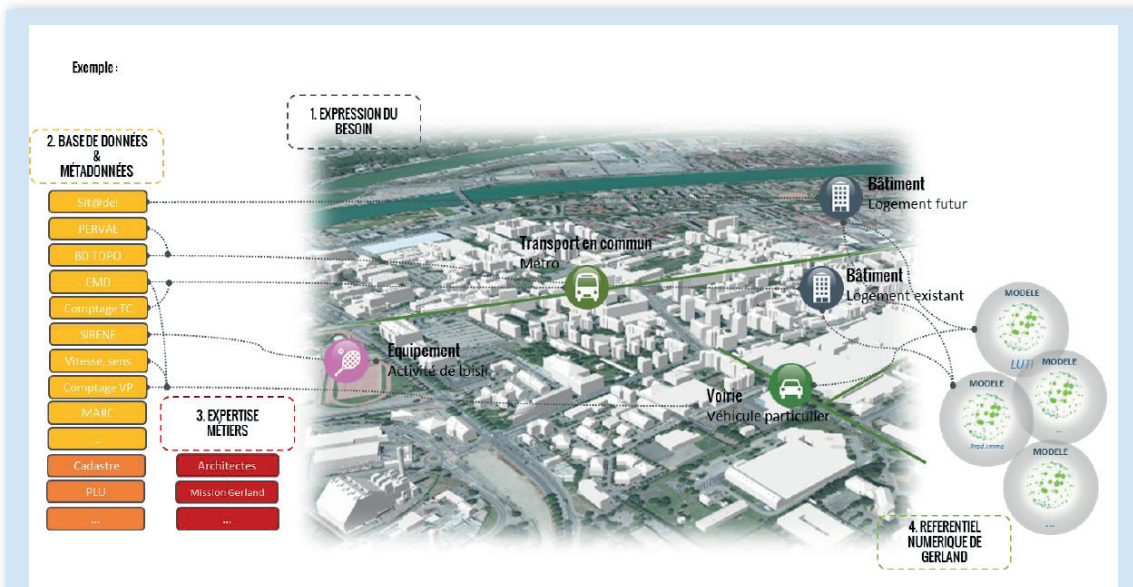 Exemple :
1. EXPRESSION DU
BESOIN
2. BASE DE DONNÉES
&
MÉTADONNÉES
Sit@del
PERVAL
BD TOPO
EMD
Comptage TC
SIRENE
Vitesse, sens
Comptage VP
MAJIC
...
Cadastre
PLU
...
3. EXPERTISE
MÉTIERS
Architectes
Mission Gerland
...
Bâtiment
Logement futur
Transport en commun
Métro
Bâtiment
Logement existant
Equipement
Activité de loisir
Voirie
Véhicule particulier
MODELE
LUTI
MODELE
...
MODELE
Prod.Immo
MODELE
...
4. REFERENTIEL
NUMERIQUE DE
GERLAND